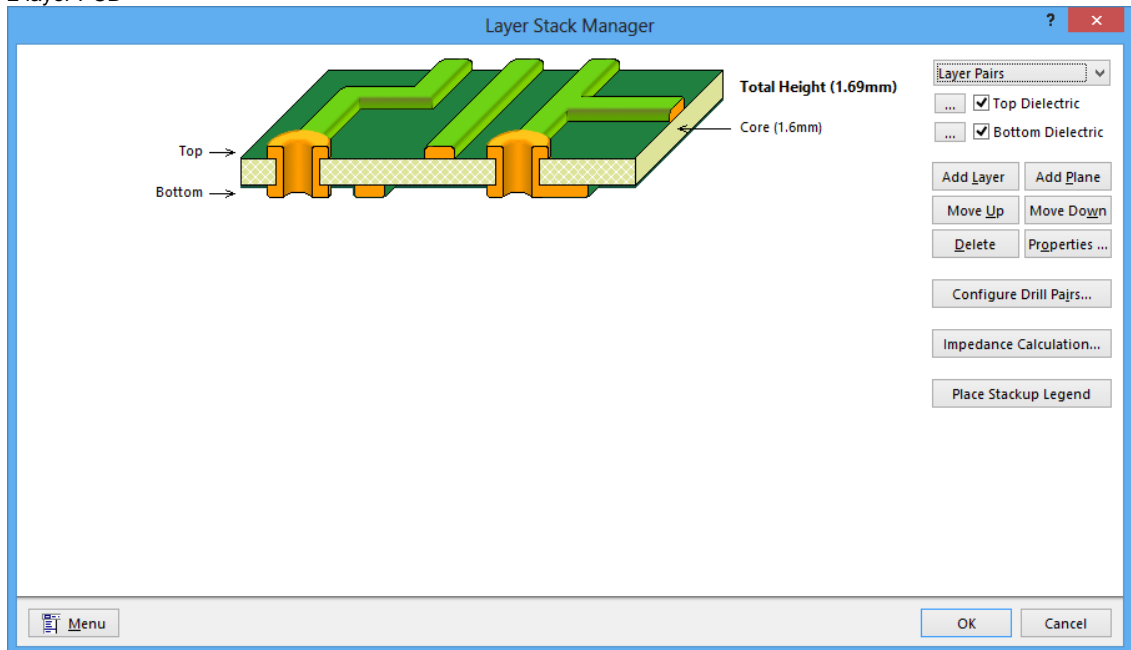 Layer Stack Manager
?
×
Total Height (1.69mm)
Core (1.6mm)
Top
Bottom
Layer Pairs
... Top Dielectric
... Bottom Dielectric
Add Layer Add Plane
Move Up Move Down
Delete Properties ...
Configure Drill Pairs...
Impedance Calculation...
Place Stackup Legend
Menu
OK Cancel